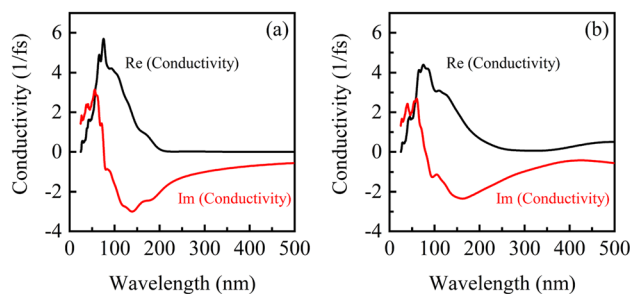 (a)
Conductivity (1/fs)
6
4
2
0
-2
-4
Re (Conductivity)
Im (Conductivity)
0 100 200 300 400 500
Wavelength (nm)
(b)
Conductivity (1/fs)
6
4
2
0
-2
-4
Re (Conductivity)
Im (Conductivity)
0 100 200 300 400 500
Wavelength (nm)